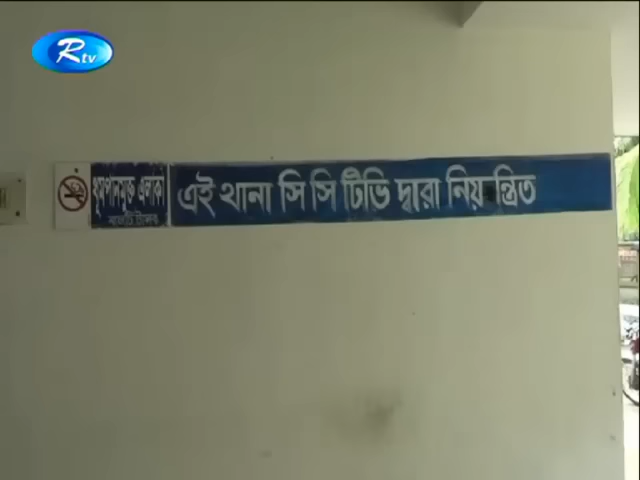 Rtv
ধূমপানমুক্ত এলাকা
এই থানা সি সি টিভি দ্বারা নিয়ন্ত্রিত